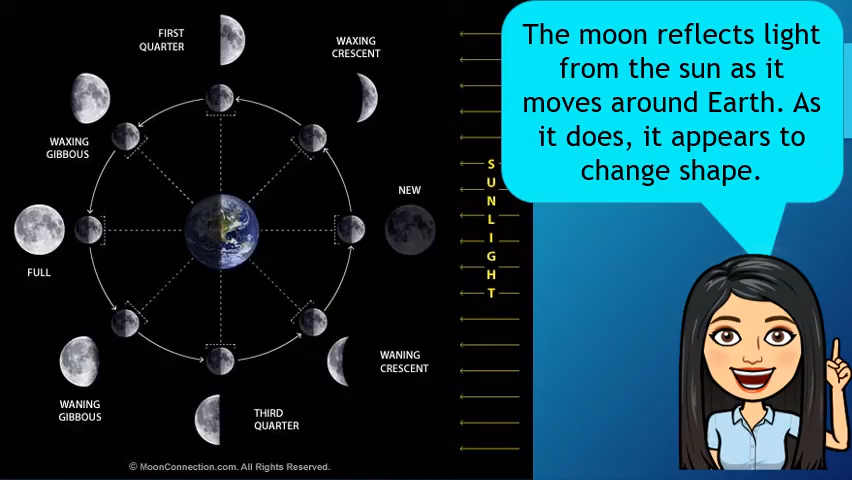 FIRST
QUARTER
WAXING
CRESCENT
WAXING
GIBBOUS
NEW
FULL
WANING
CRESCENT
WANING
GIBBOUS
THIRD
QUARTER
SUNLIGHT
© MoonConnection.com. All Rights Reserved.
The moon reflects light
from the sun as it
moves around Earth. As
it does, it appears to
change shape.